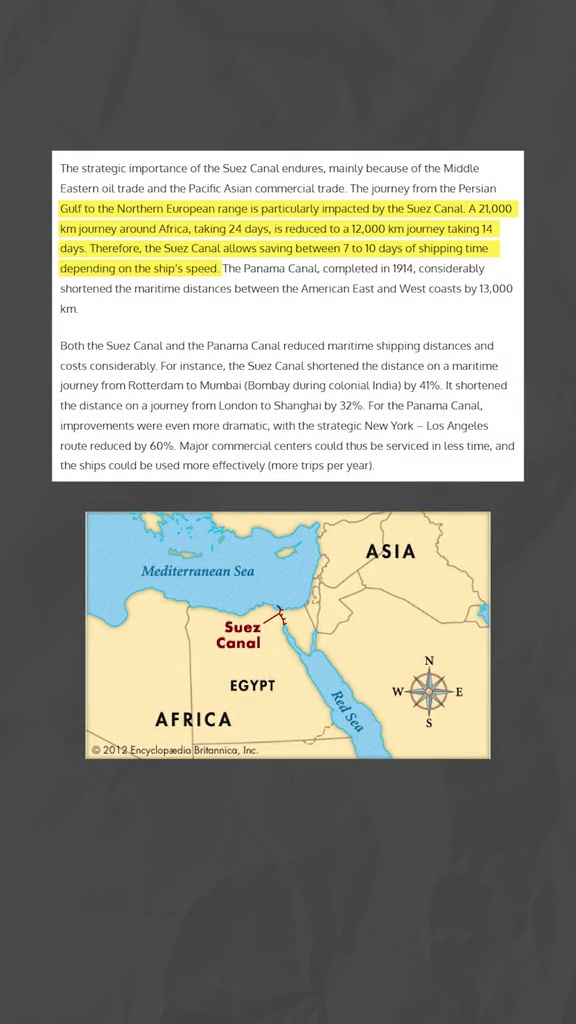 The strategic importance of the Suez Canal endures, mainly because of the Middle
Eastern oil trade and the Pacific Asian commercial trade. The journey from the Persian
Gulf to the Northern European range is particularly impacted by the Suez Canal. A 21,000
km journey around Africa, taking 24 days, is reduced to a 12,000 km journey taking 14
days. Therefore, the Suez Canal allows saving between 7 to 10 days of shipping time
depending on the ship's speed. The Panama Canal, completed in 1914, considerably
shortened the maritime distances between the American East and West coasts by 13,000
km.
Both the Suez Canal and the Panama Canal reduced maritime shipping distances and
costs considerably. For instance, the Suez Canal shortened the distance on a maritime
journey from Rotterdam to Mumbai (Bombay during colonial India) by 41%. It shortened
the distance on a journey from London to Shanghai by 32%. For the Panama Canal,
improvements were even more dramatic, with the strategic New York – Los Angeles
route reduced by 60%. Major commercial centers could thus be serviced in less time, and
the ships could be used more effectively (more trips per year).
ASIA
Mediterranean Sea
Suez
Canal
N
EGYPT
W E
Red Sea
AFRICA
S
© 2012 Encyclopædia Britannica, Inc.